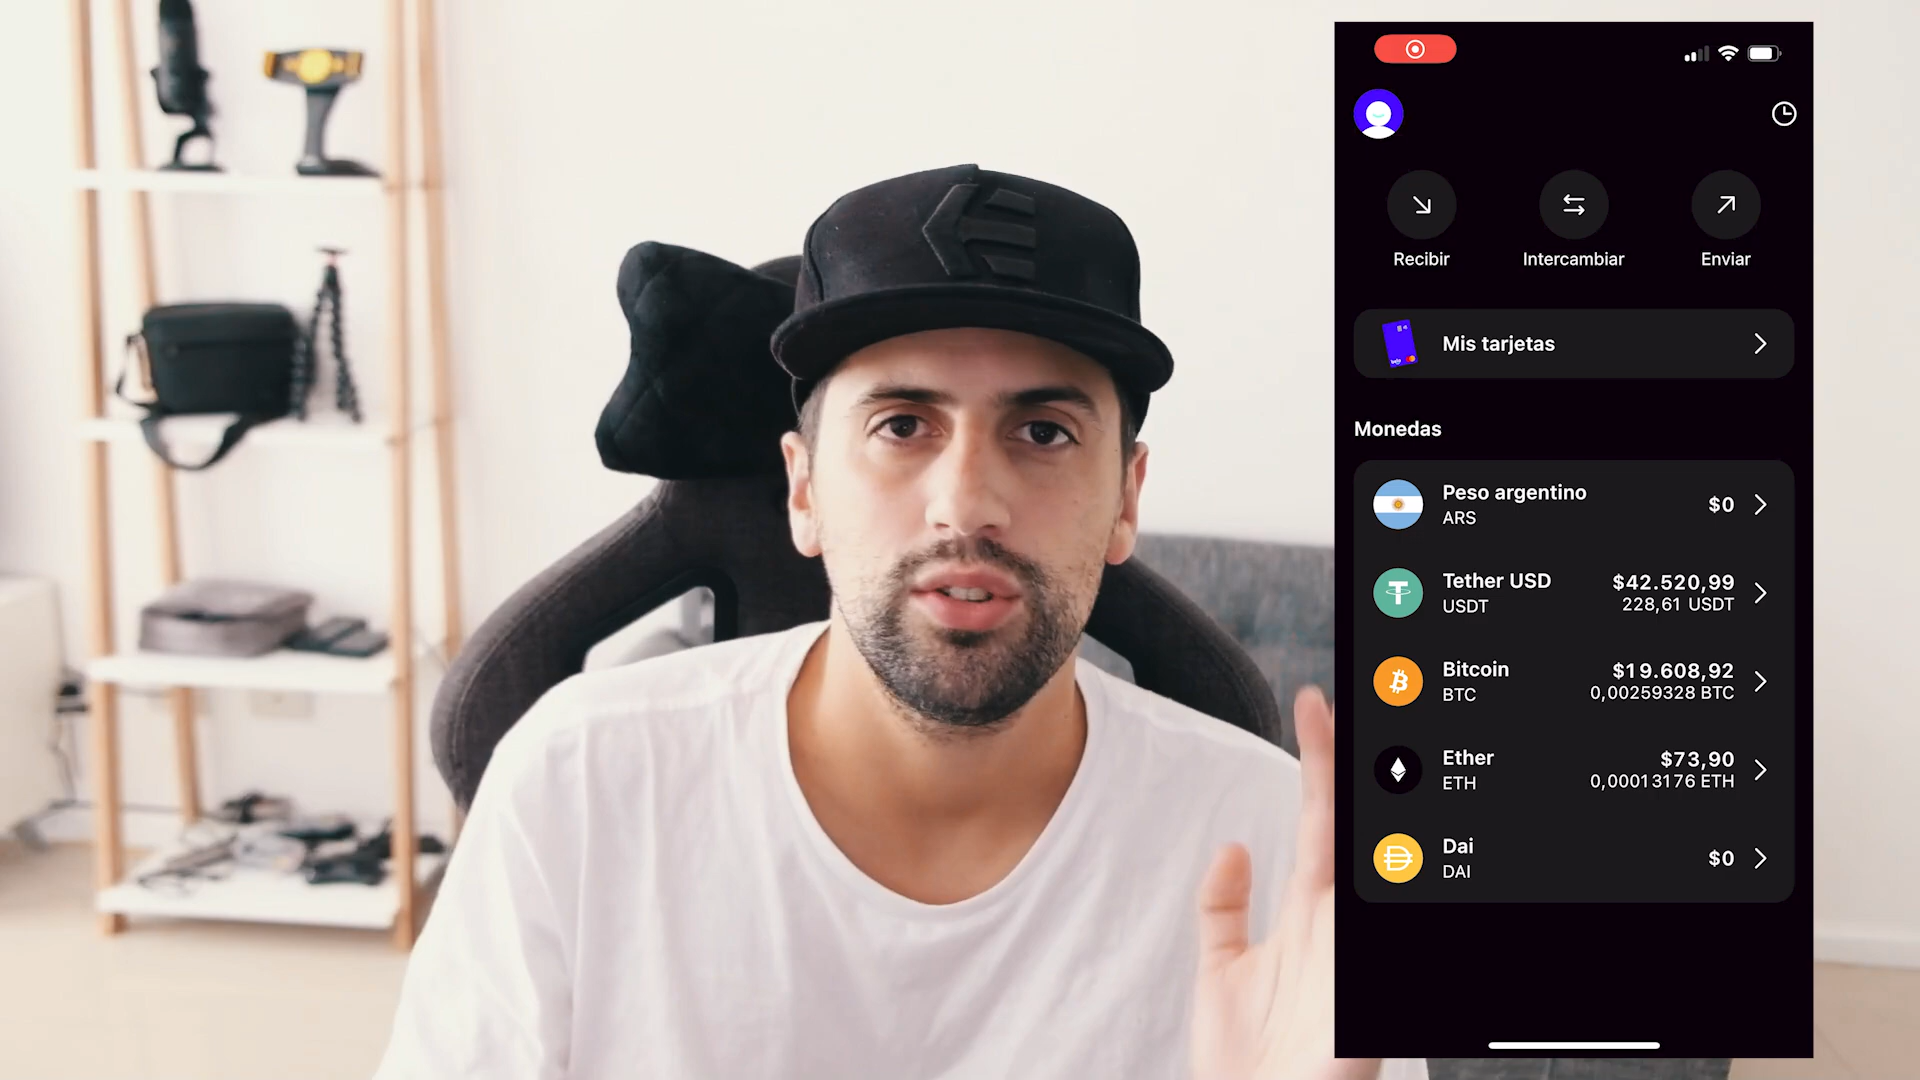 Recibir
Intercambiar
Enviar
Mis tarjetas
Monedas
Peso argentino
ARS
$0
Tether USD
USDT
$42.520,99
228,61 USDT
Bitcoin
BTC
$19.608,92
0,00259328 BTC
Ether
ETH
$73,90
0,00013176 ETH
Dai
DAI
$0